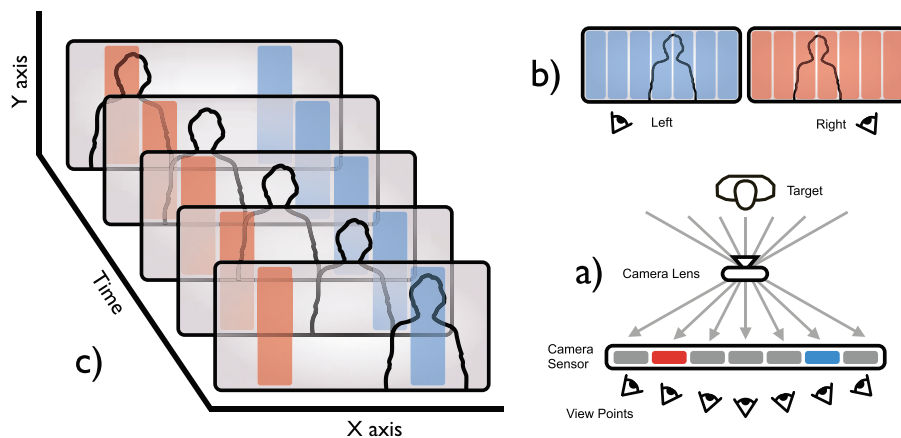 Y axis
Time
X axis
c)
b)
Left
Right
a)
Target
Camera Lens
Camera
Sensor
View Points